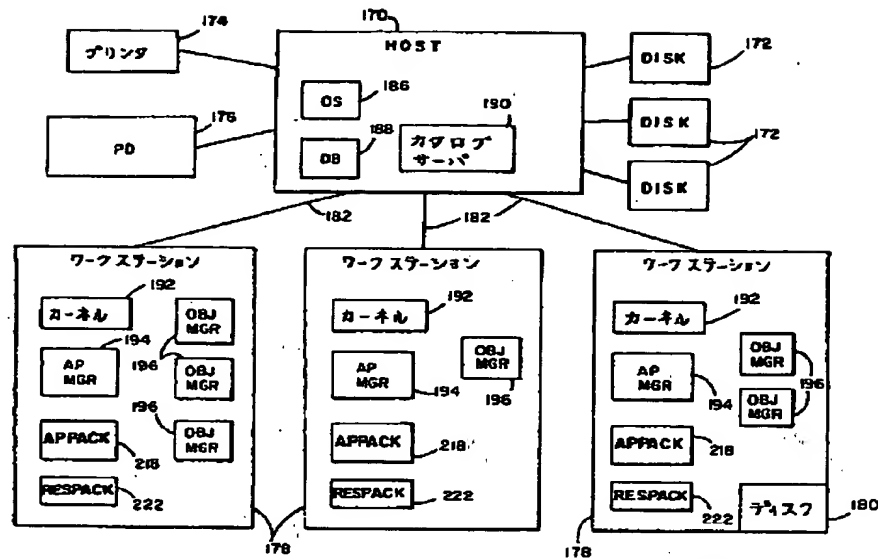 170
174
プリンタ
HOST
DISK
172
OS
186
190
176
PD
DB
188
カタログ
サーバ
DISK
172
DISK
182
182
ワークステーション
ワークステーション
ワークステーション
192
カーネル
OBJ
MGR
194
AP
MGR
196
OBJ
MGR
196
OBJ
MGR
APPACK
218
RESPACK
222
192
カーネル
OBJ
MGR
AP
MGR
194
196
APPACK
218
RESPACK
222
192
カーネル
OBJ
MGR
AP
MGR
194
196
OBJ
MGR
APPACK
218
RESPACK
222
ディスク
180
178
178